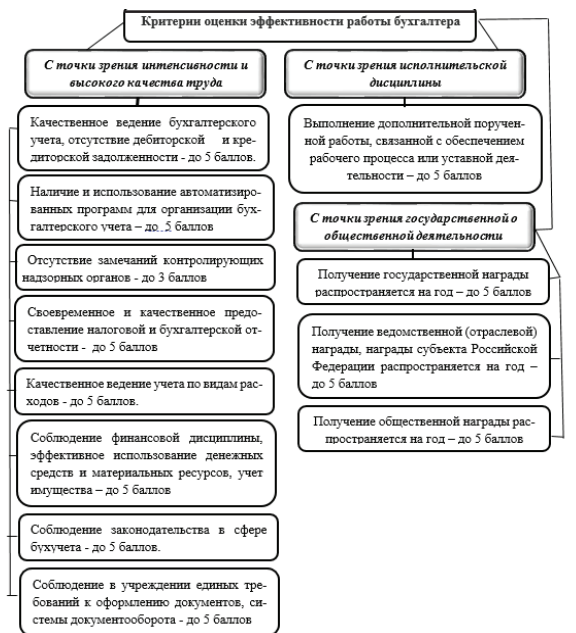 Критерии оценки эффективности работы бухгалтера
С точки зрения интенсивности и
высокого качества труда
Качественное ведение бухгалтерского
учета, отсутствие дебиторской и кре-
диторской задолженности - до 5 баллов.
Наличие и использование автоматизиро-
ванных программ для организации бух-
галтерского учета – до 5 баллов
Отсутствие замечаний контролирующих
надзорных органов - до 3 баллов
Своевременное и качественное предо-
ставление налоговой и бухгалтерской от-
четности - до 5 баллов
Качественное ведение учета по видам рас-
ходов - до 5 баллов.
Соблюдение финансовой дисциплины,
эффективное использование денежных
средств и материальных ресурсов, учет
имущества – до 5 баллов
Соблюдение законодательства в сфере
бухучета - до 5 баллов.
Соблюдение в учреждении единых тре-
бований к оформлению документов, си-
стемы документооборота - до 5 баллов
С точки зрения исполнительской
дисциплины
Выполнение дополнительной поручен-
ной работы, связанной с обеспечением
рабочего процесса или уставной дея-
тельности – до 5 баллов
С точки зрения государственной о
общественной деятельности
Получение государственной награды
распространяется на год – до 5 баллов
Получение ведомственной (отраслевой)
награды, награды субъекта Российской
Федерации распространяется на год –
до 5 баллов
Получение общественной награды рас-
пространяется на год – до 5 баллов